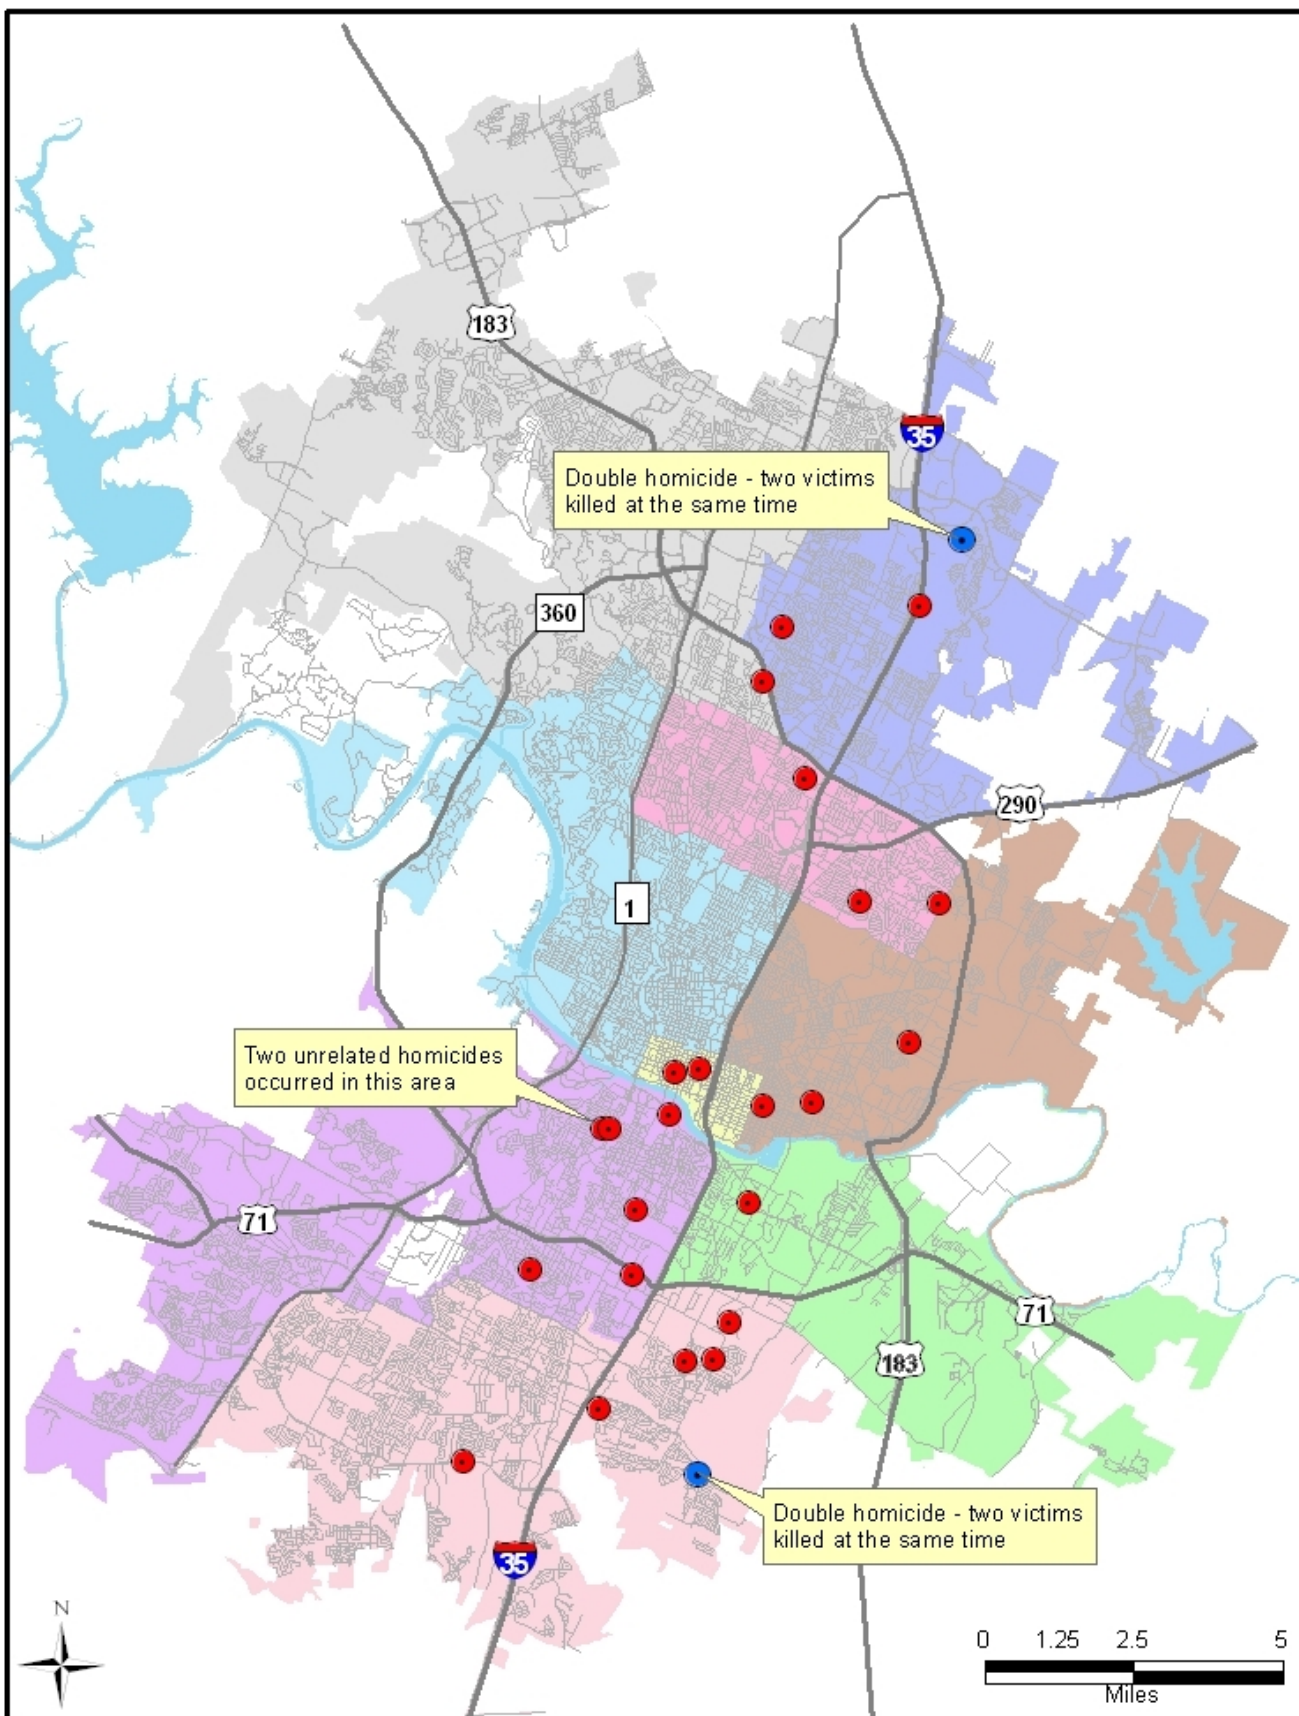 183
35
Double homicide - two victims
killed at the same time
360
290
1
Two unrelated homicides
occurred in this area
71
71
183
Double homicide - two victims
killed at the same time
35
N
0 1.25 2.5 5
Miles